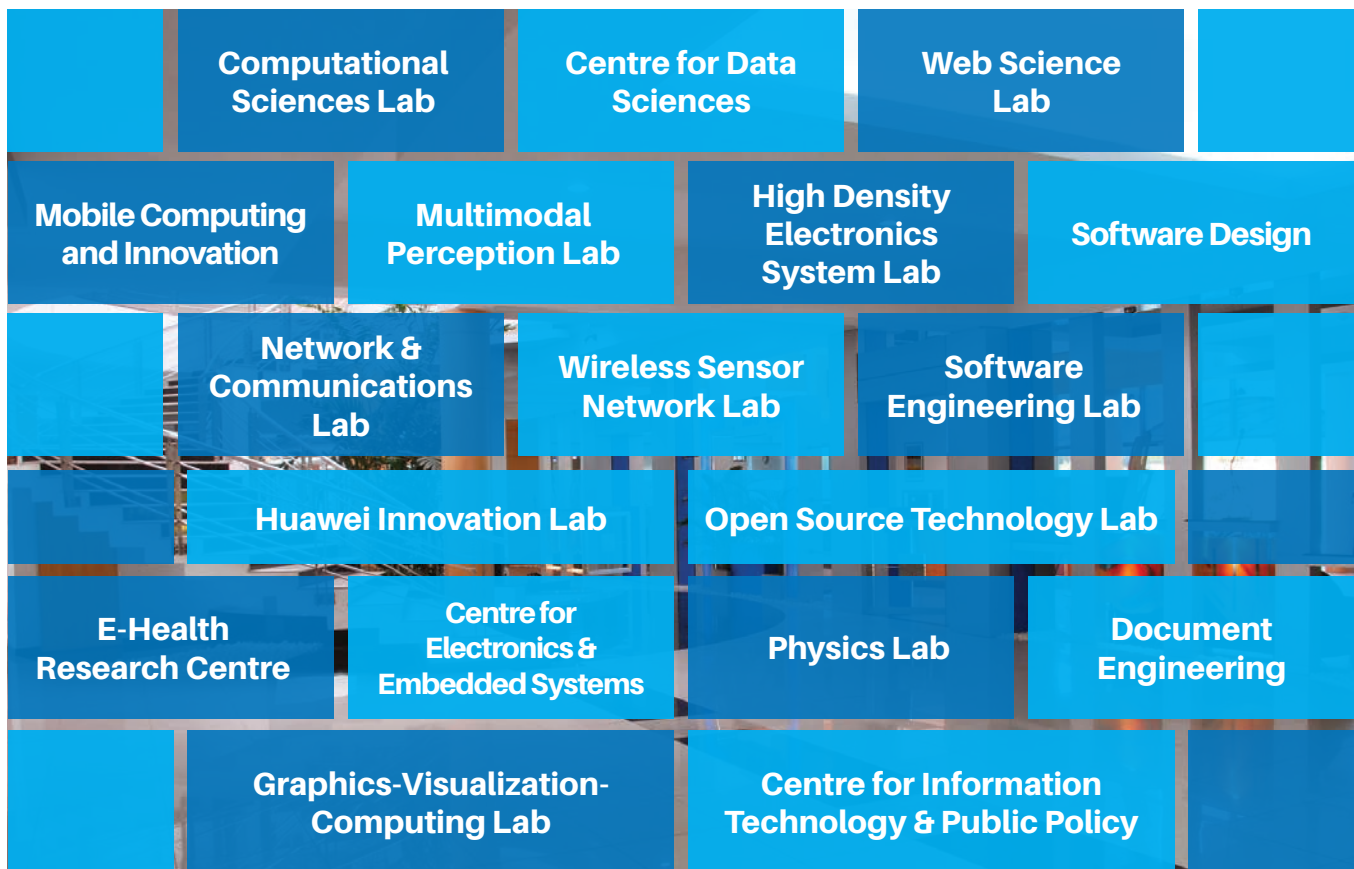 Computational
Sciences Lab
Centre for Data
Sciences
Web Science
Lab
Mobile Computing
and Innovation
Multimodal
Perception Lab
High Density
Electronics
System Lab
Software Design
Network &
Communications
Lab
Wireless Sensor
Network Lab
Software
Engineering Lab
Huawei Innovation Lab
Open Source Technology Lab
E-Health
Research Centre
Centre for
Electronics &
Embedded Systems
Physics Lab
Document
Engineering
Graphics-Visualization-
Computing Lab
Centre for Information
Technology & Public Policy